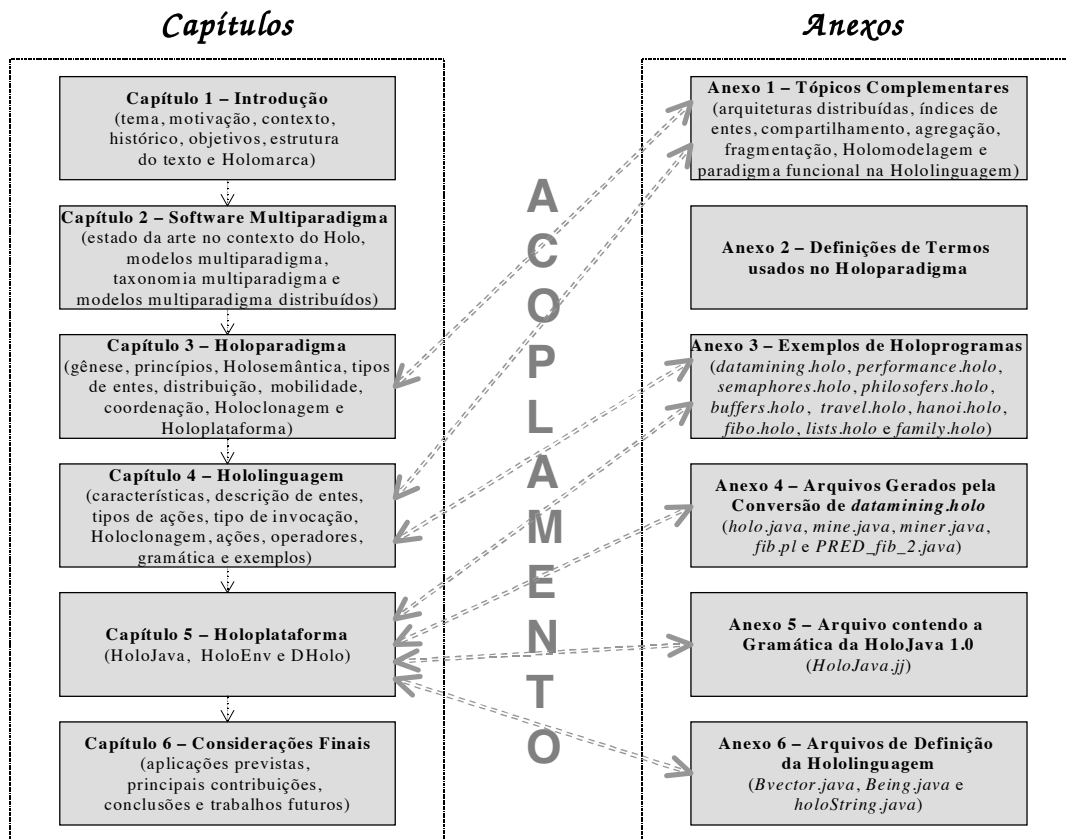 Capítulos
Capítulo 1 – Introdução
(tema, motivação, contexto,
histórico, objetivos, estrutura
do texto e Holomarca)
Capítulo 2 – Software Multiparadigma
(estado da arte no contexto do Holo,
modelos multiparadigma,
taxonomia multiparadigma e
modelos multiparadigma distribuídos)
Capítulo 3 – Holoparadigma
(gênese, princípios, Holosemântica, tipos
de entes, distribuição, mobilidade,
coordenação, Holoclonagem e
Holoplataforma)
Capítulo 4 – Hololinguagem
(características, descrição de entes,
tipos de ações, tipo de invocação,
Holoclonagem, ações, operadores,
gramática e exemplos)
Capítulo 5 – Holoplataforma
(HoloJava, HoloEnv e DHolo)
Capítulo 6 – Considerações Finais
(aplicações previstas,
principais contribuições,
conclusões e trabalhos futuros)
ACOPLAMENTO
Anexos
Anexo 1 – Tópicos Complementares
(arquiteturas distribuídas, índices de
entes, compartilhamento, agregação,
fragmentação, Holomodelagem e
paradigma funcional na Hololinguagem)
Anexo 2 – Definições de Termos
usados no Holoparadigma
Anexo 3 – Exemplos de Holoprogramas
(datamining.holo, performance.holo,
semaphores.holo, philosofers.holo,
buffers.holo, travel.holo, hanoi.holo,
fibo.holo, lists.holo e family.holo)
Anexo 4 – Arquivos Gerados pela
Conversão de datamining.holo
(holo.java, mine.java, miner.java,
fib.pl e PRED_fib_2.java)
Anexo 5 – Arquivo contendo a
Gramática da HoloJava 1.0
(HoloJava.jj)
Anexo 6 – Arquivos de Definição
da Hololinguagem
(Bvector.java, Being.java e
holoString.java)